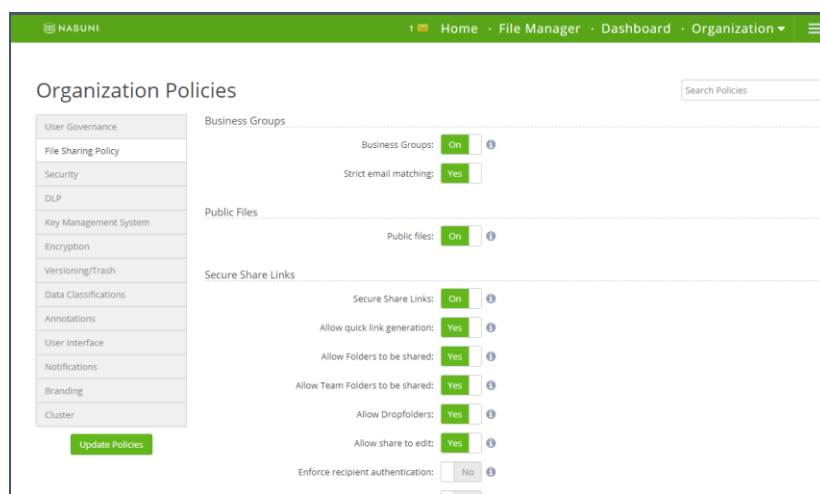 NASUNI
1 Home · File Manager · Dashboard · Organization
Organization Policies
Search Policies
User Governance
File Sharing Policy
Security
DLP
Key Management System
Encryption
Versioning/Trash
Data Classifications
Annotations
User Interface
Notifications
Branding
Cluster
Update Policies
Business Groups
Business Groups: On
Strict email matching: Yes
Public Files
Public files: On
Secure Share Links
Secure Share Links: On
Allow quick link generation: Yes
Allow Folders to be shared: Yes
Allow Team Folders to be shared: Yes
Allow Dropfolders: Yes
Allow share to edit: Yes
Enforce recipient authentication: No